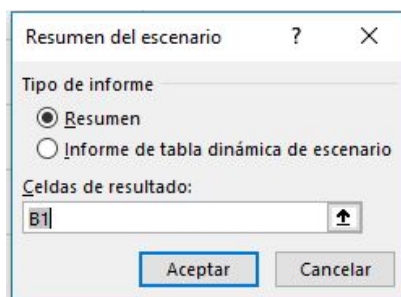 Resumen del escenario ? ×
Tipo de informe
Resumen
Informe de tabla dinámica de escenario
Celdas de resultado:
B1
Aceptar Cancelar